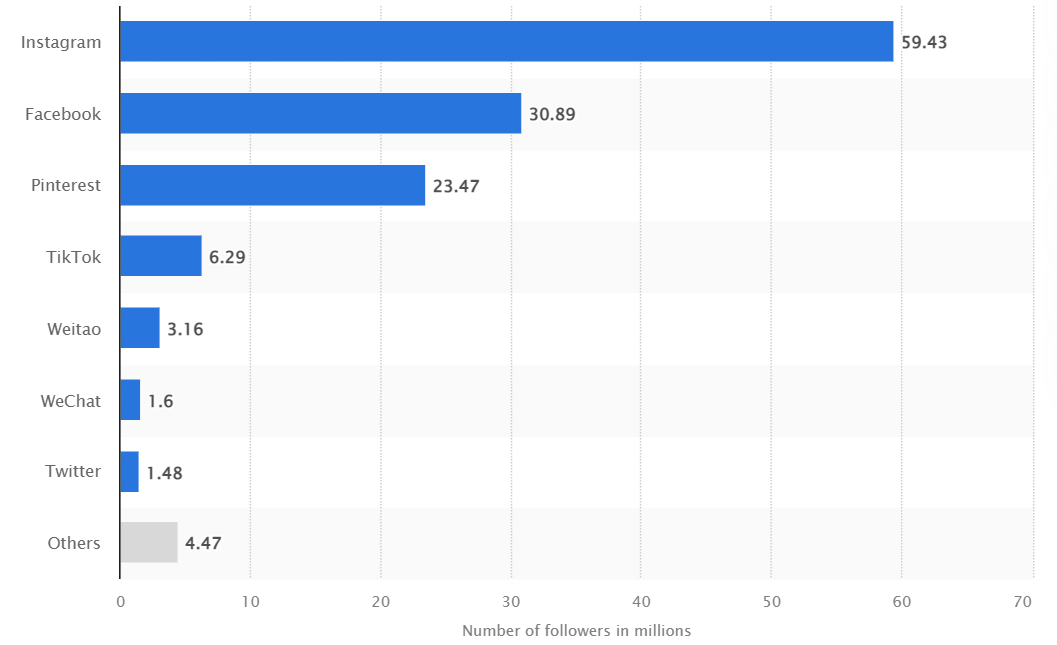 Instagram 59.43
Facebook 30.89
Pinterest 23.47
TikTok 6.29
Weitao 3.16
WeChat 1.6
Twitter 1.48
Others 4.47
0 10 20 30 40 50 60 70
Number of followers in millions